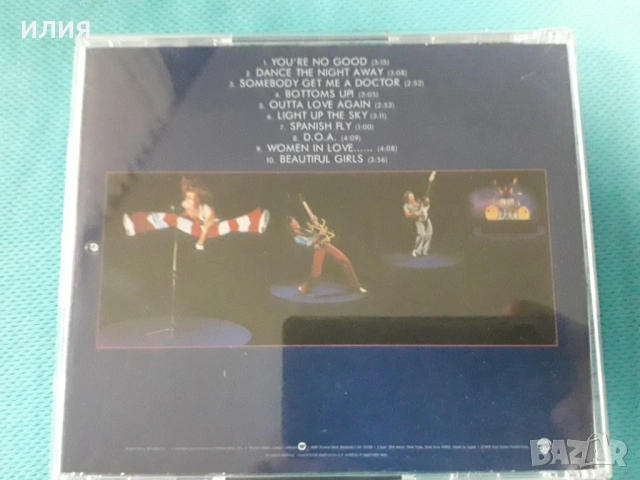 илия
1. YOU'RE NO GOOD (3:15)
2. DANCE THE NIGHT AWAY (3:08)
3. SOMEBODY GET ME A DOCTOR (2:52)
4. BOTTOMS UP! (3:05)
5. OUTTA LOVE AGAIN (2:53)
6. LIGHT UP THE SKY (3:11)
7. SPANISH FLY (1:00)
8. D.O.A. (4:09)
9. WOMEN IN LOVE...... (4:08)
10. BEAUTIFUL GIRLS (3:56)
bazar